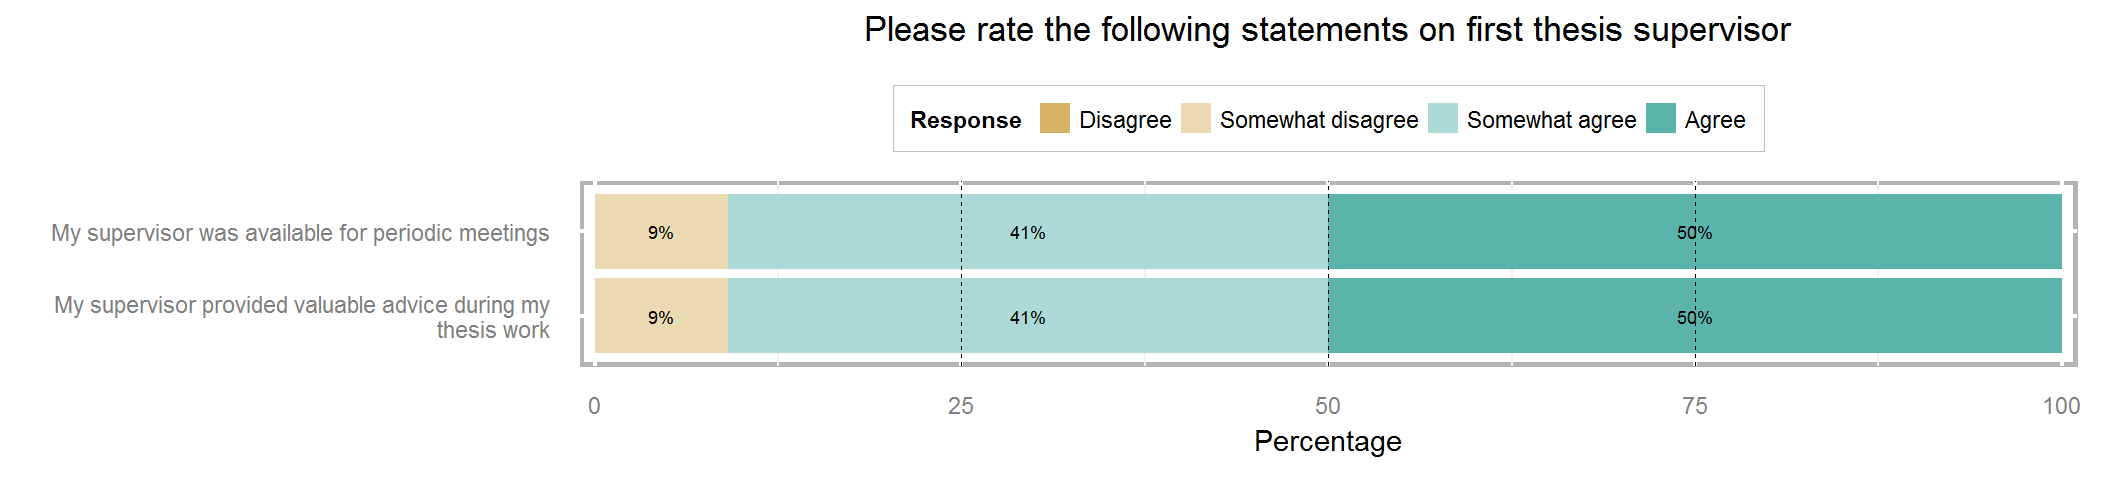 Please rate the following statements on first thesis supervisor
Response Disagree Somewhat disagree Somewhat agree Agree
My supervisor was available for periodic meetings 9% 41% 50%
My supervisor provided valuable advice during my
thesis work 9% 41% 50%
0 25 50 75 100
Percentage